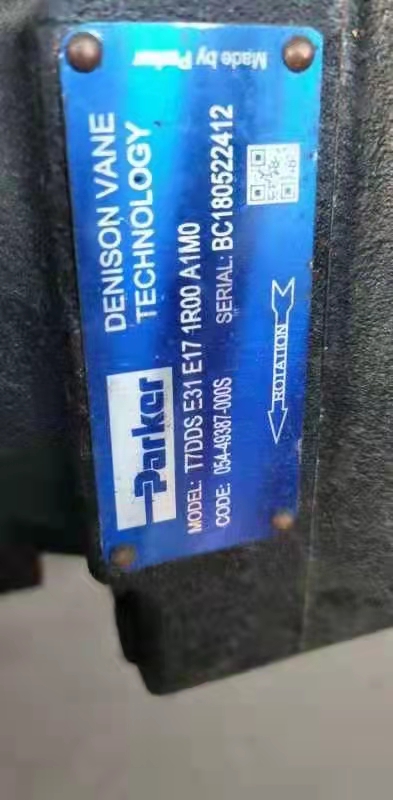 Made by Parker
Parker
DENISON VANE
TECHNOLOGY
MODEL: T7DDS E31 E17 1R00 A1M0
CODE: 054-49387-000S
SERIAL: BC180522412
ROTATION